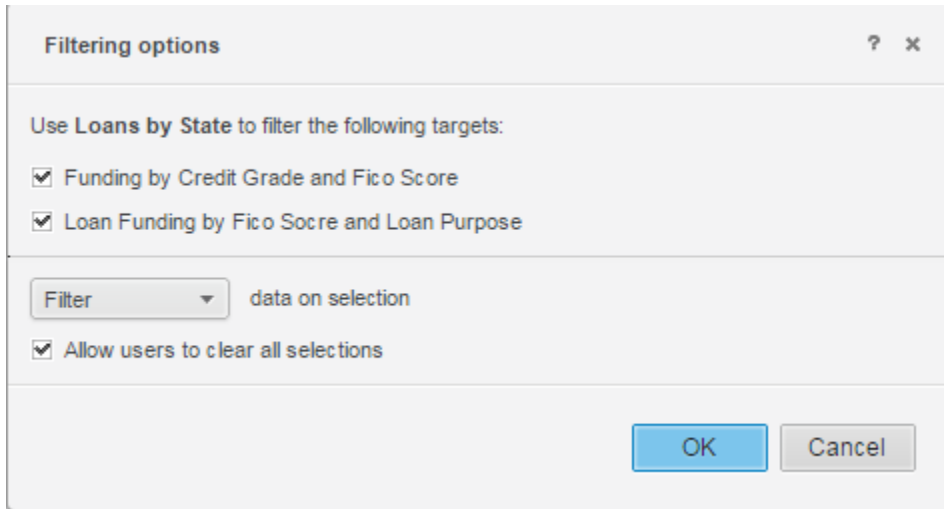 Filtering options ? ×
Use Loans by State to filter the following targets:
Funding by Credit Grade and Fico Score
Loan Funding by Fico Socre and Loan Purpose
Filter data on selection
Allow users to clear all selections
OK Cancel